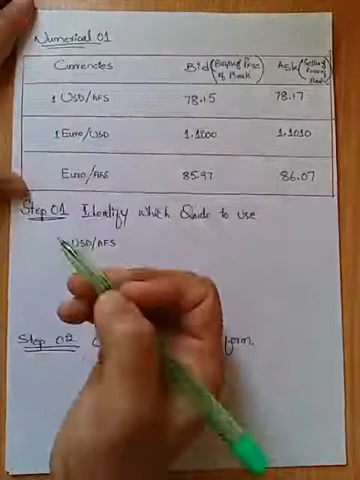 Numerical 01
Currencies Bid (Buying Price of Bank) Ask (Selling Price of Bank)
1 USD/AFS 78.15 78.17
1 Euro/USD 1.1000 1.1010
Euro/AFS 85.97 86.07
Step 01 Identify which Quote to use
USD/AFS
Step 02 form.